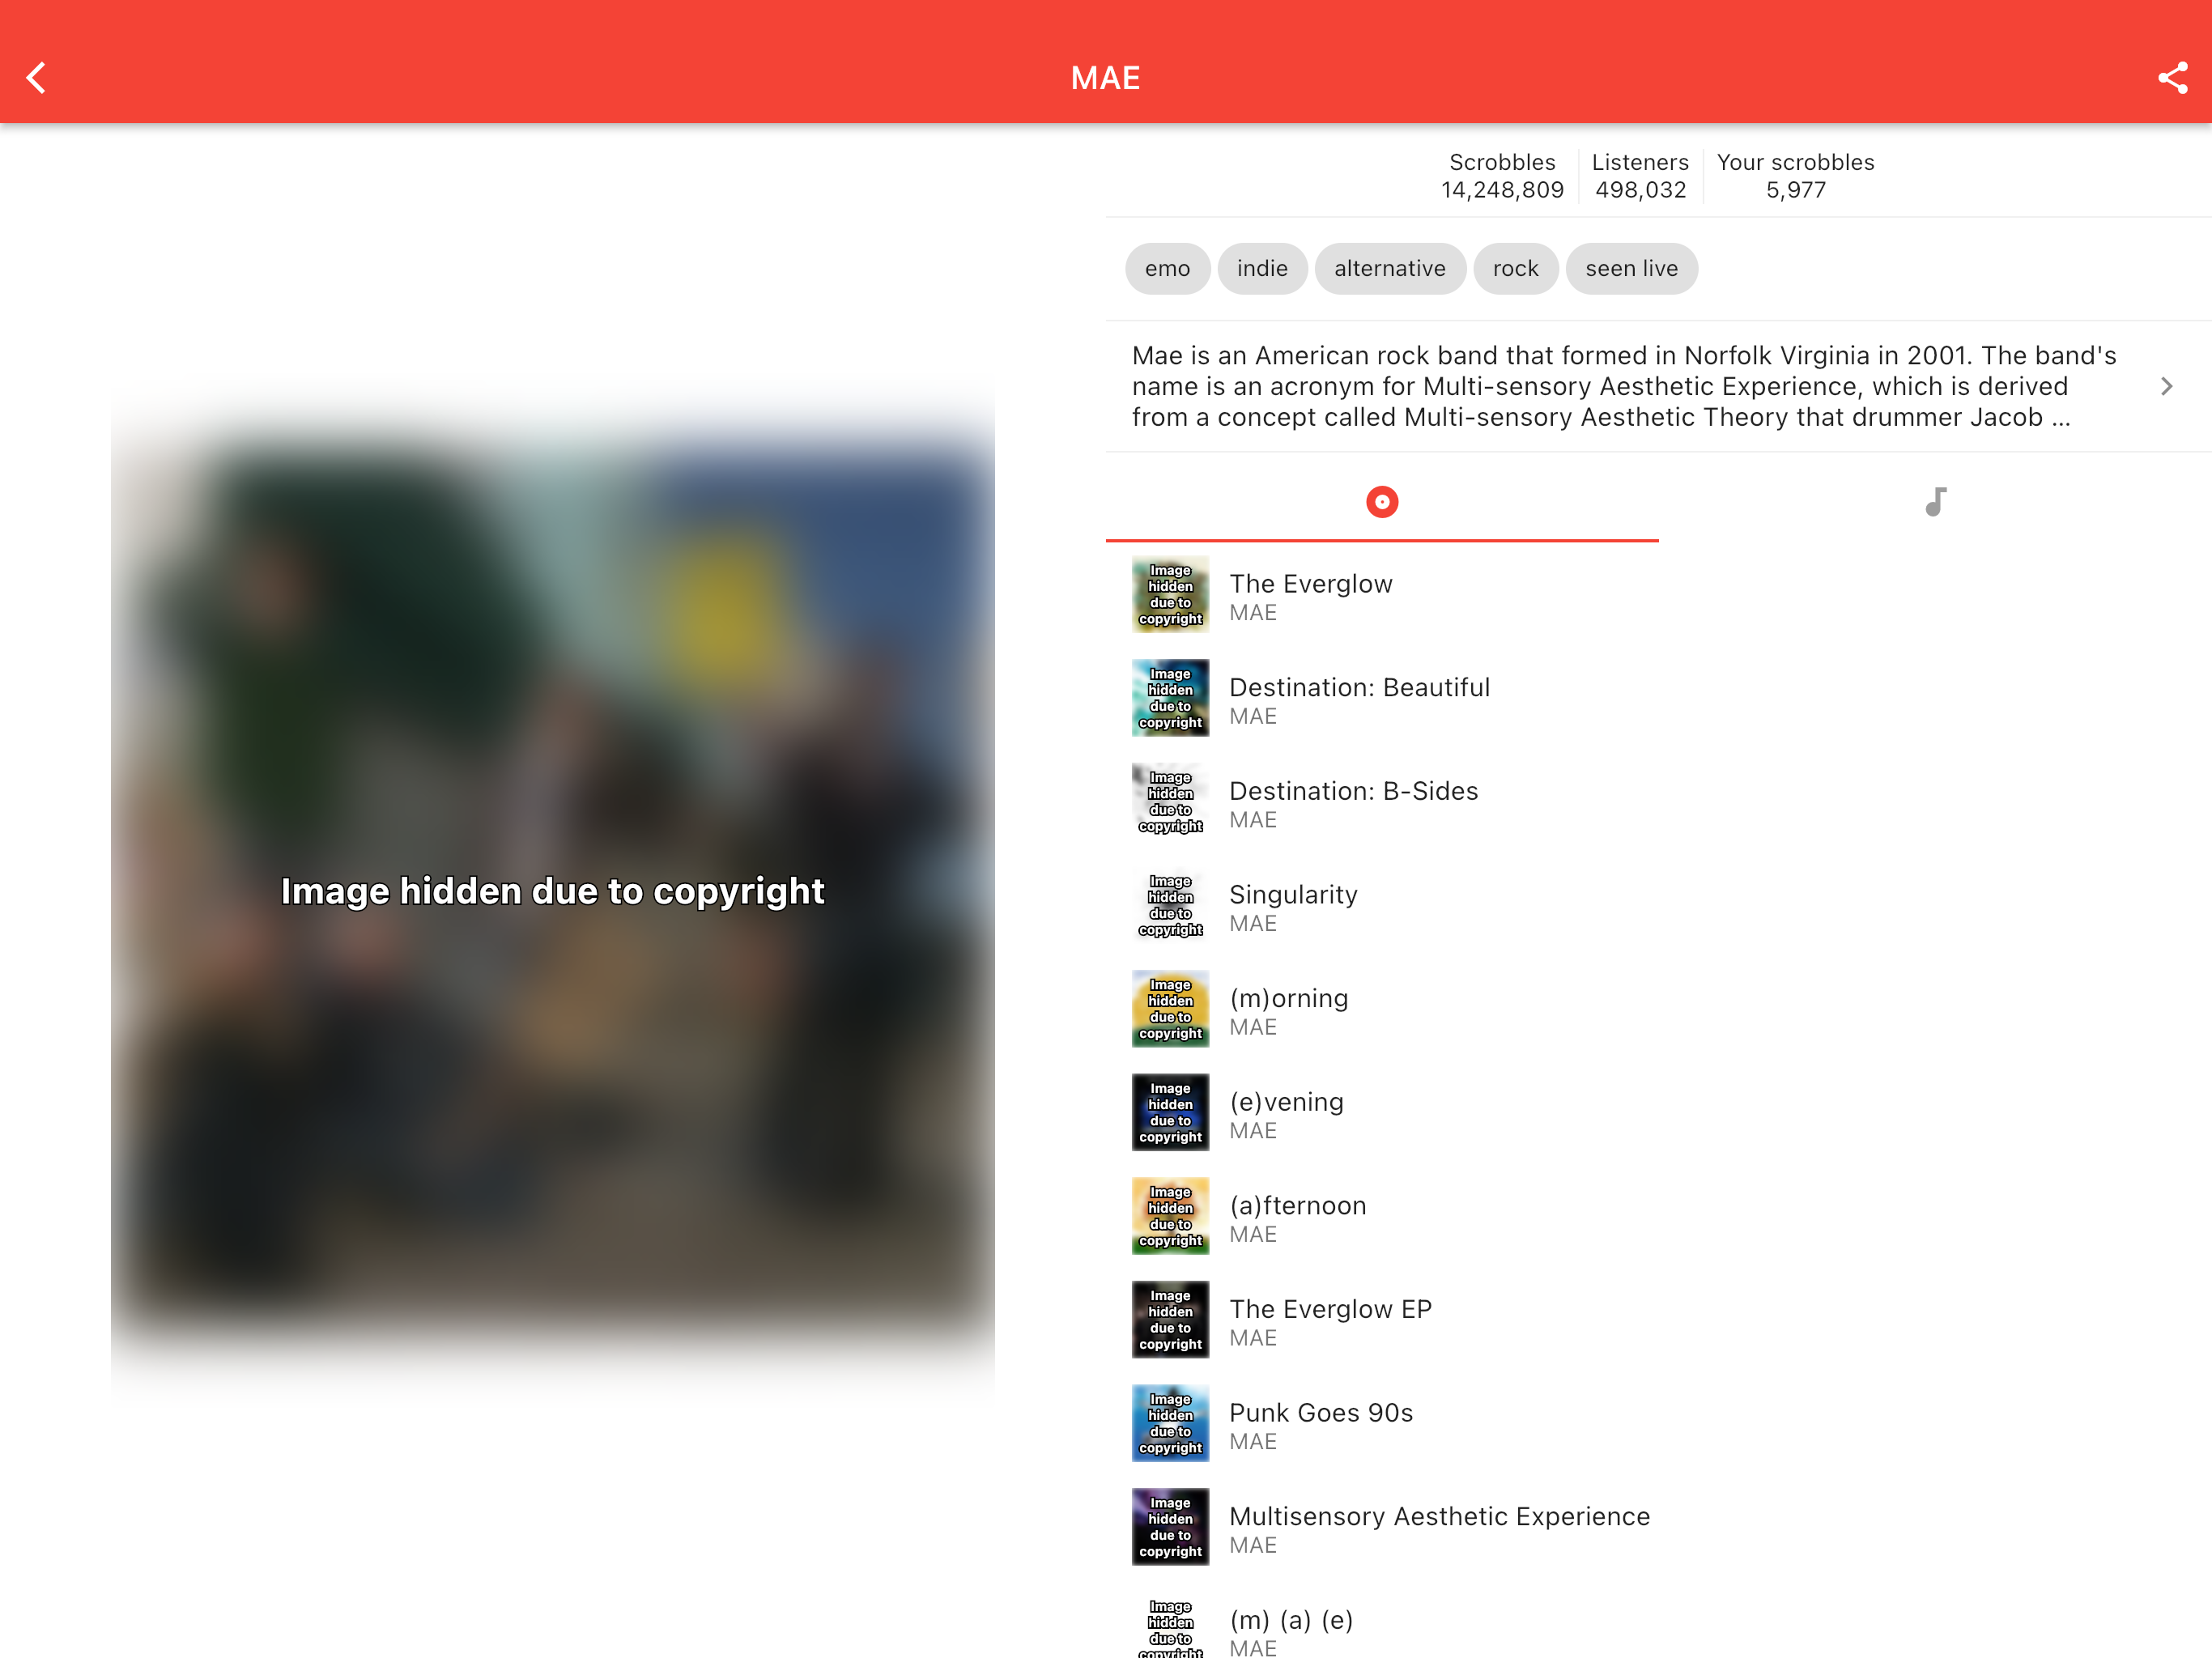 MAE
Scrobbles
14,248,809
Listeners
498,032
Your scrobbles
5,977
emo
indie
alternative
rock
seen live
Mae is an American rock band that formed in Norfolk Virginia in 2001. The band's
name is an acronym for Multi-sensory Aesthetic Experience, which is derived
from a concept called Multi-sensory Aesthetic Theory that drummer Jacob ...
Image hidden due to copyright
Image
hidden
due to
copyright
The Everglow
MAE
Image
hidden
due to
copyright
Destination: Beautiful
MAE
Image
hidden
due to
copyright
Destination: B-Sides
MAE
Image
hidden
due to
copyright
Singularity
MAE
Image
hidden
due to
copyright
(m)orning
MAE
Image
hidden
due to
copyright
(e)vening
MAE
Image
hidden
due to
copyright
(a)fternoon
MAE
Image
hidden
due to
copyright
The Everglow EP
MAE
Image
hidden
due to
copyright
Punk Goes 90s
MAE
Image
hidden
due to
copyright
Multisensory Aesthetic Experience
MAE
Image
hidden
due to
copyright
(m) (a) (e)
MAE